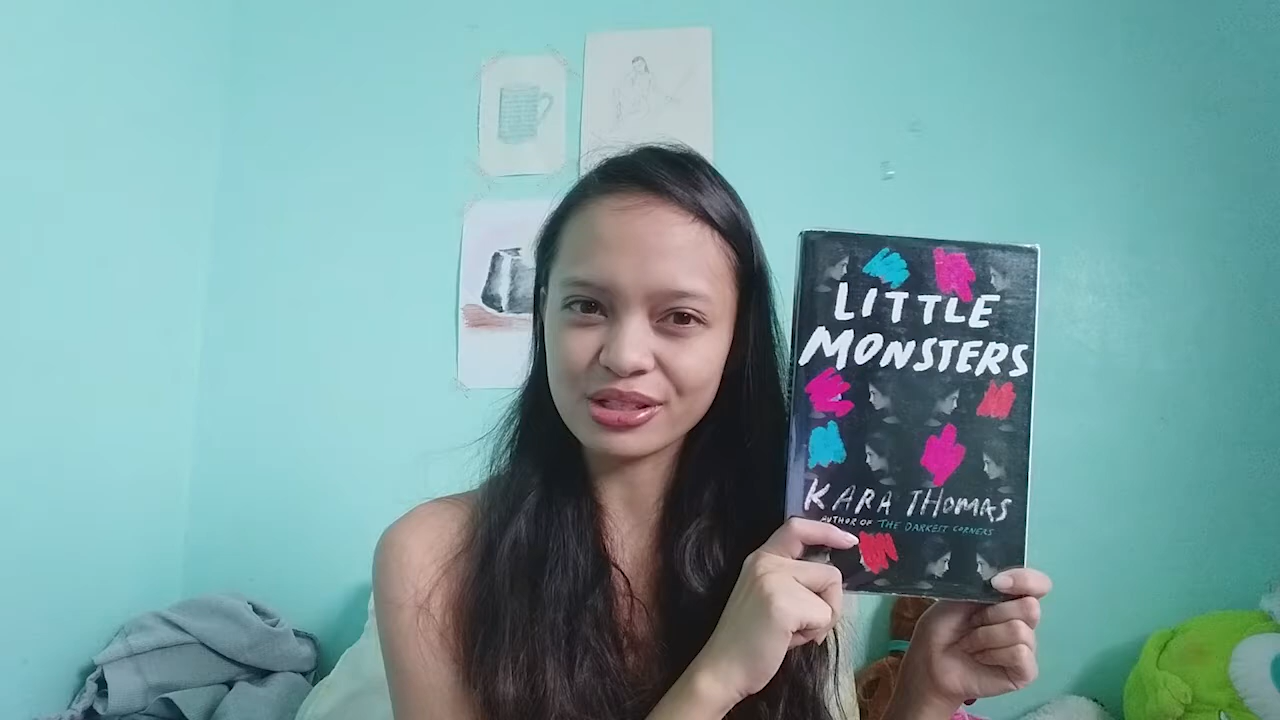 LITTLE
MONSTERS
KARA THOMAS
AUTHOR OF THE DARKEST CORNERS